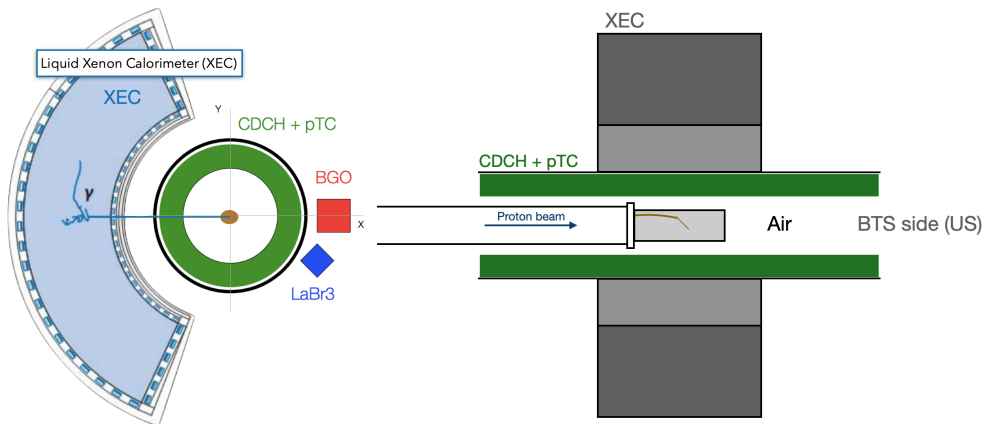 Liquid Xenon Calorimeter (XEC)
XEC
γ
Y
CDCH + pTC
BGO
X
LaBr3
XEC
CDCH + pTC
Proton beam
Air
BTS side (US)